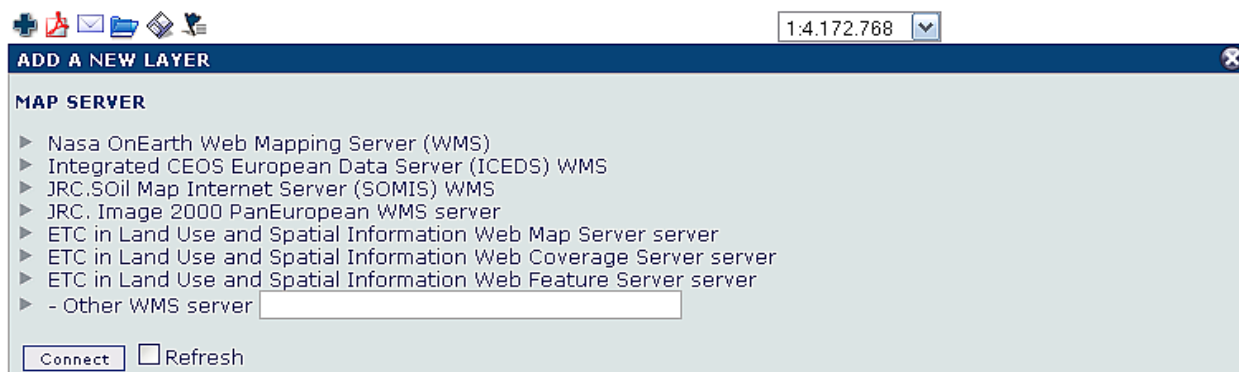 1:4.172.768
ADD A NEW LAYER
MAP SERVER
Nasa OnEarth Web Mapping Server (WMS)
Integrated CEOS European Data Server (ICEDS) WMS
JRC.SOil Map Internet Server (SOMIS) WMS
JRC. Image 2000 PanEuropean WMS server
ETC in Land Use and Spatial Information Web Map Server server
ETC in Land Use and Spatial Information Web Coverage Server server
ETC in Land Use and Spatial Information Web Feature Server server
- Other WMS server
Connect Refresh